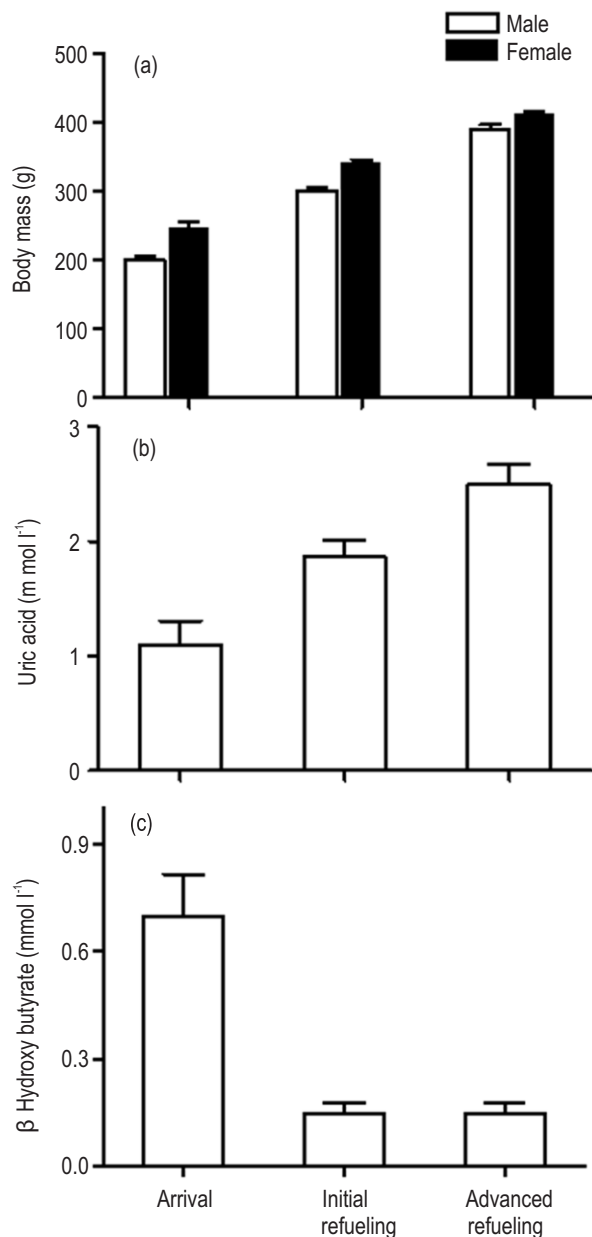 Male
Female
(a)
500
400
300
200
100
0
Body mass (g)
(b)
3
2
1
0
Uric acid (m mol l⁻¹)
(c)
0.9
0.6
0.3
0.0
β Hydroxy butyrate (mmol l⁻¹)
Arrival
Initial
refueling
Advanced
refueling